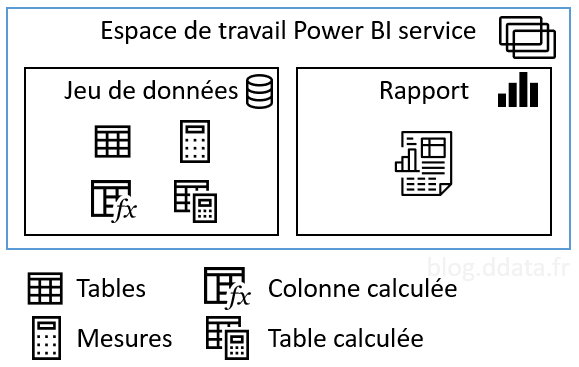 Espace de travail Power BI service
Jeu de données
Rapport
fx
blog.ddata.fr
Tables
fx
Colonne calculée
Mesures
Table calculée